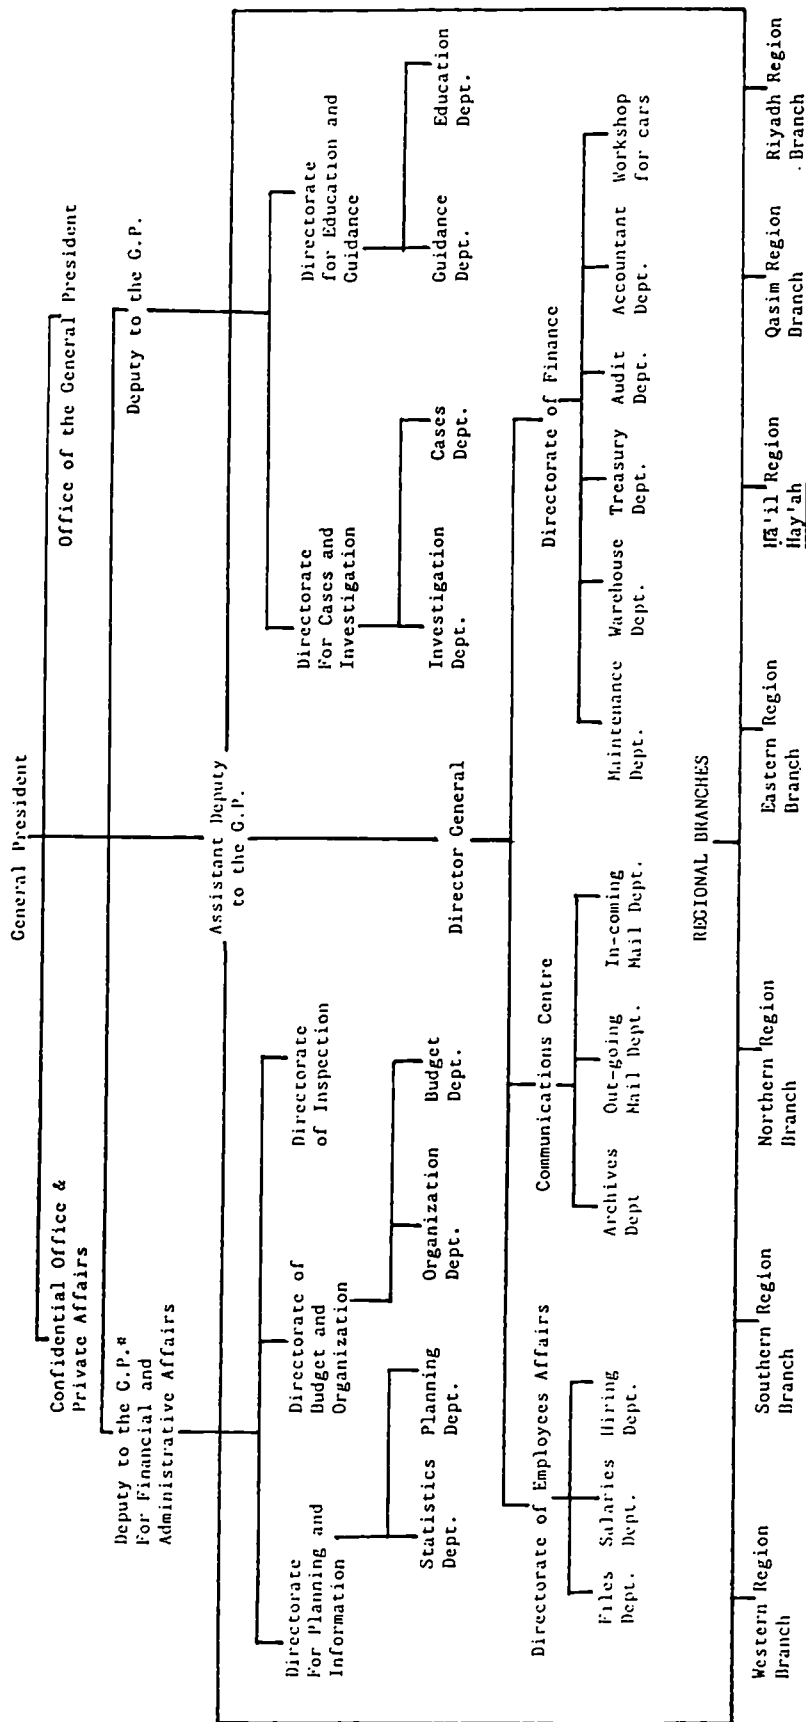 General President
Confidential Office &
Private Affairs
Office of the General President
Deputy to the G.P.*
For Financial and
Administrative Affairs
Deputy to the G.P.
Assistant Deputy
to the G.P.
Directorate
For Planning and
Information
Directorate of
Budget and
Organization
Directorate
of Inspection
Directorate
For Cases and
Investigation
Directorate
for Education and
Guidance
Statistics
Dept.
Planning
Dept.
Organization
Dept.
Budget
Dept.
Investigation
Dept.
Cases
Dept.
Guidance
Dept.
Education
Dept.
Director General
Directorate of Employees Affairs
Communications Centre
Directorate of Finance
Files
Dept.
Salaries
Dept.
Hiring
Dept.
Archives
Dept
Out-going
Mail Dept.
In-coming
Mail Dept.
Maintenance
Dept.
Warehouse
Dept.
Treasury
Dept.
Audit
Dept.
Accountant
Dept.
Workshop
for cars
REGIONAL BRANCHES
Western Region
Branch
Southern Region
Branch
Northern Region
Branch
Eastern Region
Branch
Ḥā'il Region
Hay'ah
Qasim Region
Branch
Riyadh Region
Branch